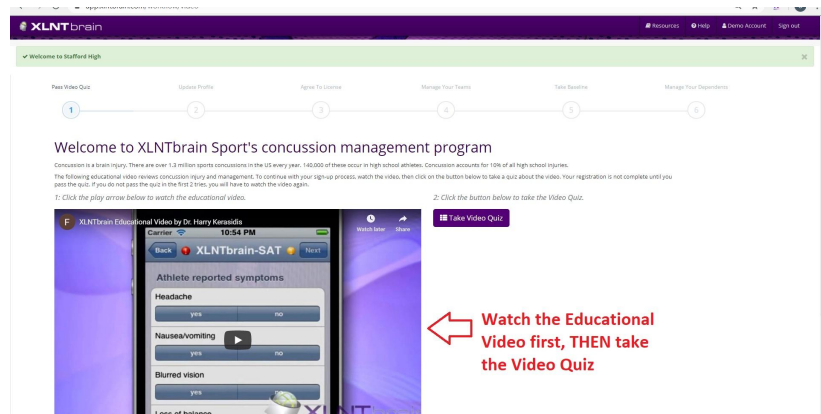 XLNTbrain
Resources Help Demo Account Sign out
Welcome to Stafford High
Pass Video Quiz Update Profile Agree To License Manage Your Teams Take Baseline Manage Your Dependents
1 2 3 4 5 6
Welcome to XLNTbrain Sport's concussion management program
Concussion is a brain injury. There are over 1.3 million sports concussions in the US every year. 140,000 of these occur in high school athletes. Concussion accounts for 10% of all high school injuries.
The following educational video reviews concussion injury and management. To continue with your sign-up process, watch the video, then click on the button below to take a quiz about the video. Your registration is not complete until you
pass the quiz. If you do not pass the quiz in the first 2 tries, you will have to watch the video again.
1: Click the play arrow below to watch the educational video.
2: Click the button below to take the Video Quiz.
F XLNTbrain Educational Video by Dr. Harry Kerasidis
Watch later Share
Take Video Quiz
Carrier 10:54 PM
Back XLNTbrain-SAT Next
Athlete reported symptoms
Headache
yes no
Nausea/vomiting
yes no
Blurred vision
yes no
Loss of balance
XLNT
Watch the Educational
Video first, THEN take
the Video Quiz